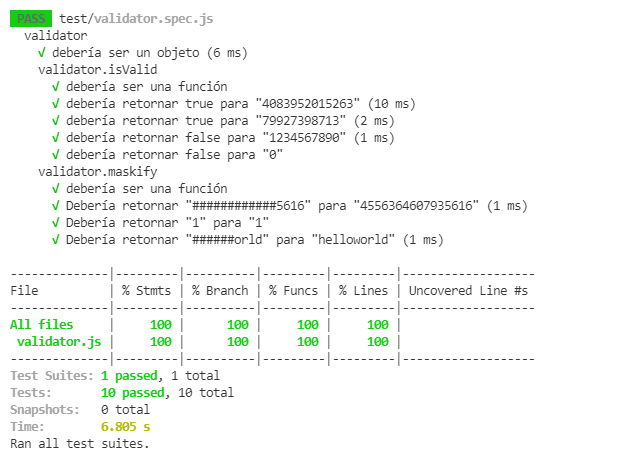 PASS test/validator.spec.js
validator
√ debería ser un objeto (6 ms)
validator.isValid
√ debería ser una función
√ debería retornar true para "4083952015263" (10 ms)
√ debería retornar true para "79927398713" (2 ms)
√ debería retornar false para "1234567890" (1 ms)
√ debería retornar false para "0"
validator.maskify
√ debería ser una función
√ Debería retornar "############5616" para "4556364607935616" (1 ms)
√ Debería retornar "1" para "1"
√ Debería retornar "######orld" para "helloworld" (1 ms)
--------------|---------|----------|---------|---------|-------------------
File | % Stmts | % Branch | % Funcs | % Lines | Uncovered Line #s
--------------|---------|----------|---------|---------|-------------------
All files | 100 | 100 | 100 | 100 |
validator.js | 100 | 100 | 100 | 100 |
--------------|---------|----------|---------|---------|-------------------
Test Suites: 1 passed, 1 total
Tests: 10 passed, 10 total
Snapshots: 0 total
Time: 6.805 s
Ran all test suites.